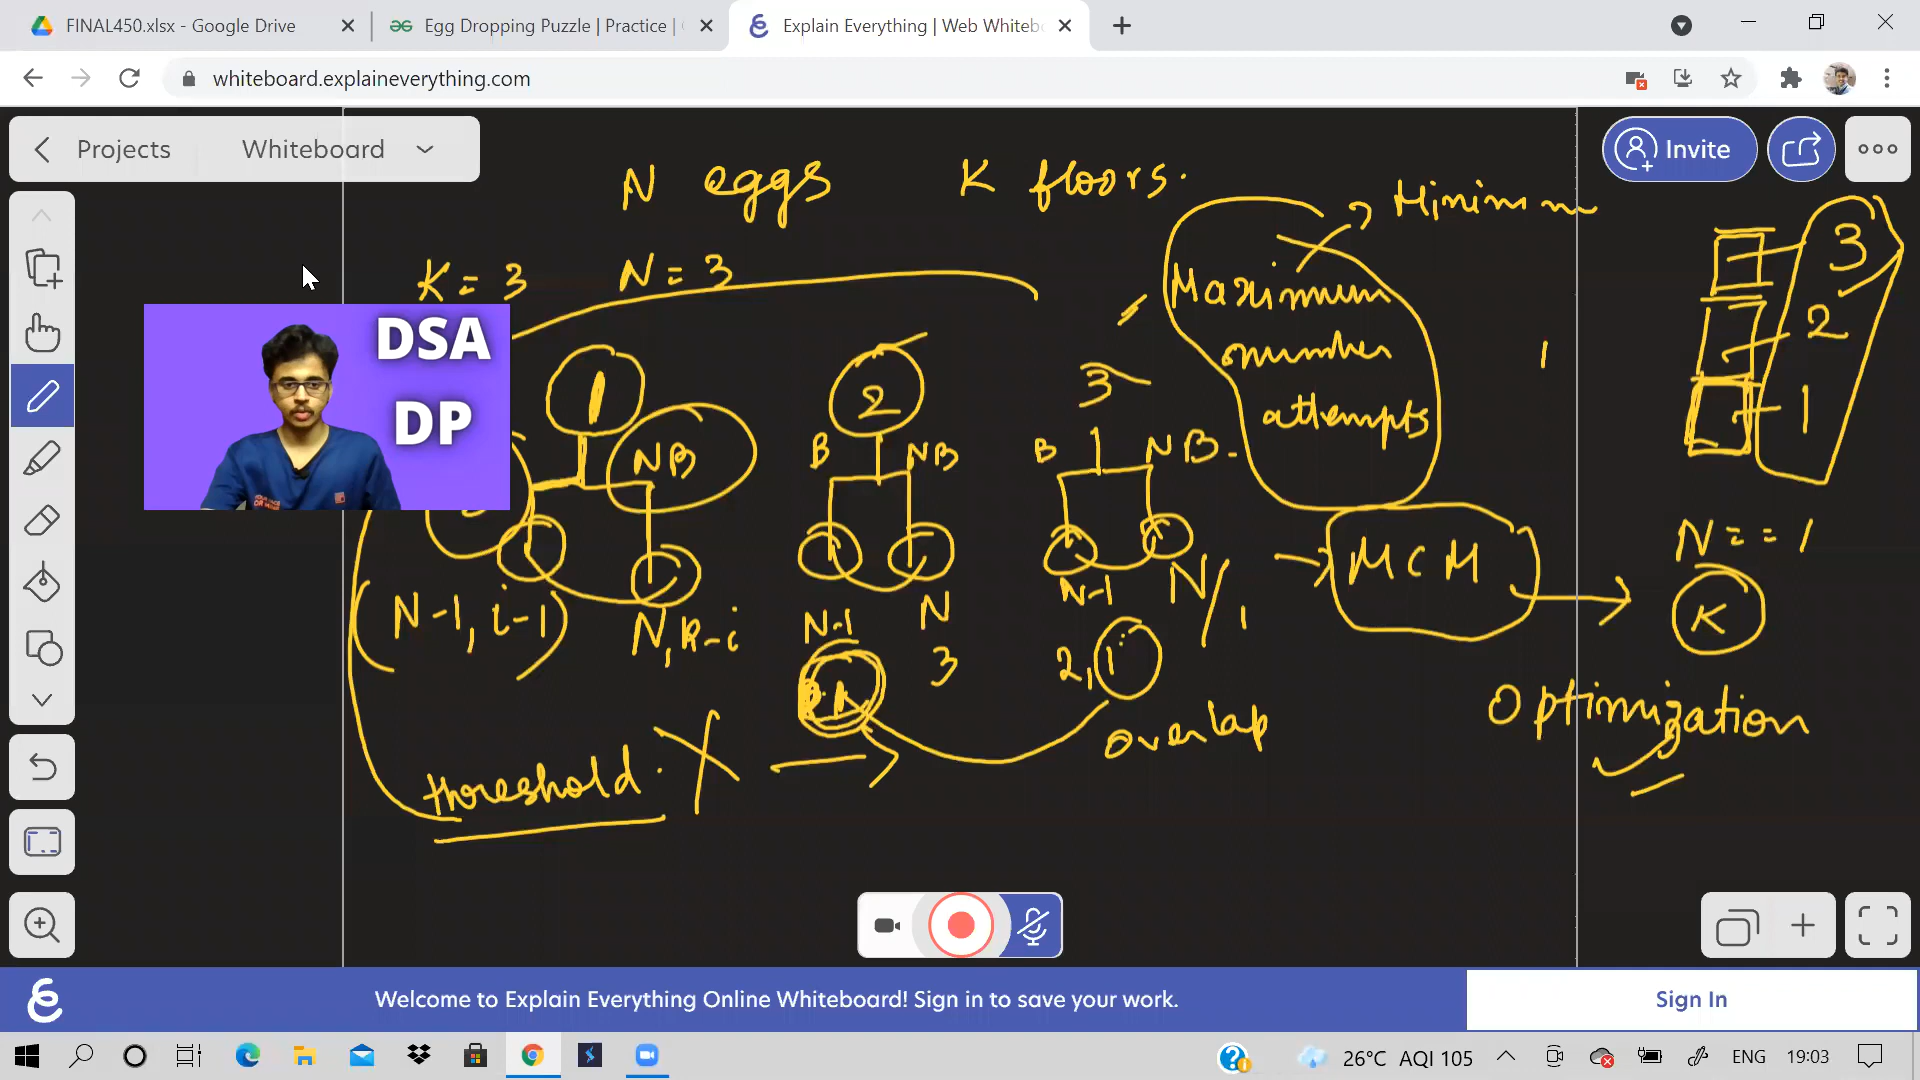 FINAL450.xlsx - Google Drive
Egg Dropping Puzzle | Practice |
Explain Everything | Web Whitebo
whiteboard.explaineverything.com
Projects
Whiteboard
Invite
N eggs K floors.
Minimum
K = 3 N = 3
Maximum
number
attempts
3
2
1
1
DSA
DP
1
2
3
NB
B NB
B NB
(N-1, i-1)
N, k-i
N-1 N
3
N-1 N
1
2, 1
MCM
N = = 1
K
Overlap
Optimization
threshold.
Welcome to Explain Everything Online Whiteboard! Sign in to save your work.
Sign In
26°C AQI 105
ENG
19:03